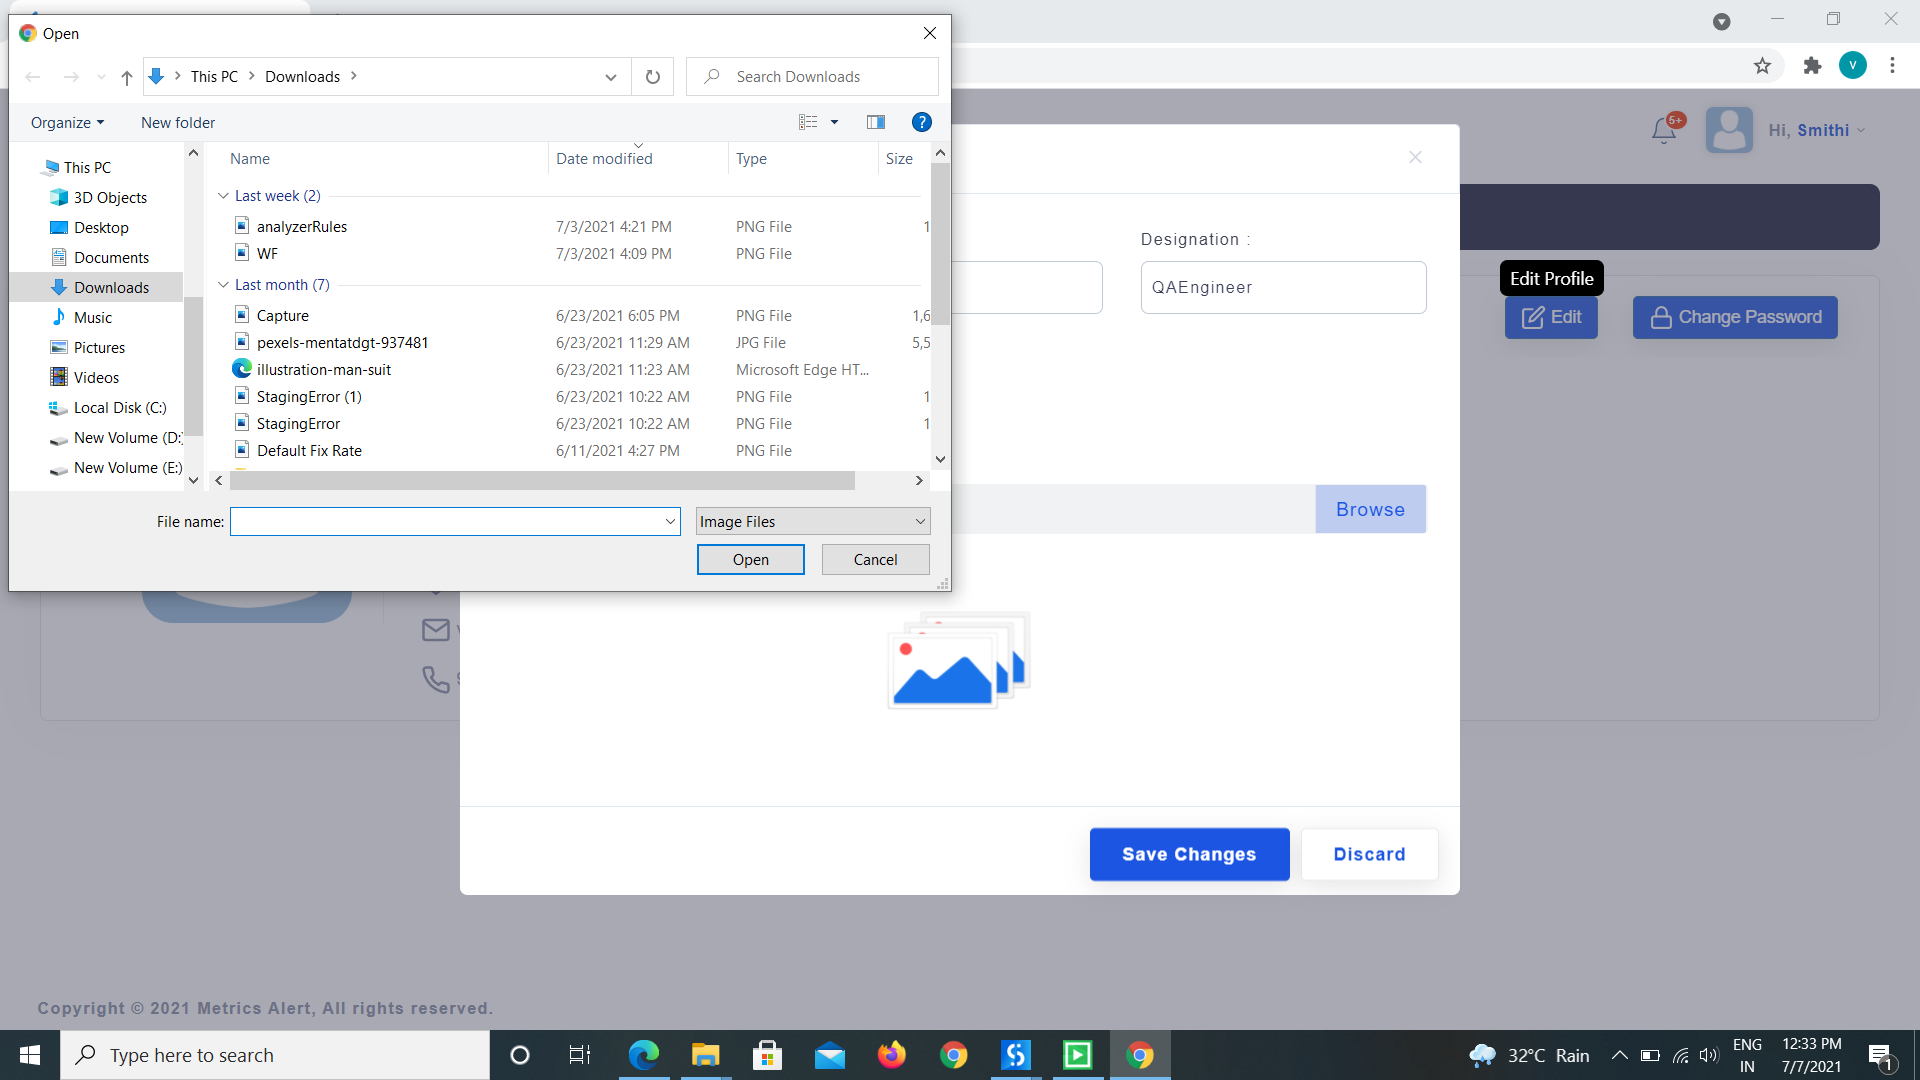 Open
This PC
Downloads
Search Downloads
Organize
New folder
?
This PC
3D Objects
Desktop
Documents
Downloads
Music
Pictures
Videos
Local Disk (C:)
New Volume (D:)
New Volume (E:)
Name Date modified Type Size
Last week (2)
analyzerRules 7/3/2021 4:21 PM PNG File 1
WF 7/3/2021 4:09 PM PNG File
Last month (7)
Capture 6/23/2021 6:05 PM PNG File 1,6
pexels-mentatdgt-937481 6/23/2021 11:29 AM JPG File 5,5
illustration-man-suit 6/23/2021 11:23 AM Microsoft Edge HT...
StagingError (1) 6/23/2021 10:22 AM PNG File 1
StagingError 6/23/2021 10:22 AM PNG File 1
Default Fix Rate 6/11/2021 4:27 PM PNG File
File name:
Image Files
Open
Cancel
V
5+
Hi, Smithi
Designation :
QAEngineer
Edit Profile
Edit
Change Password
Browse
Save Changes
Discard
Copyright © 2021 Metrics Alert, All rights reserved.
Type here to search
32°C Rain
ENG
IN
12:33 PM
7/7/2021
1